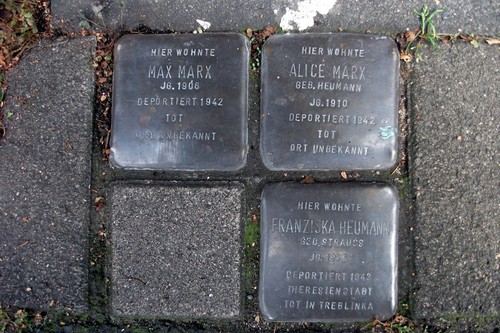 HIER WOHNTE
MAX MARX
JG. 1906
DEPORTIERT 1942
TOT
ORT UNBEKANNT
HIER WOHNTE
ALICE MARX
GEB. HEUMANN
JG. 1910
DEPORTIERT 1942
TOT
ORT UNBEKANNT
HIER WOHNTE
FRANZISKA HEUMANN
GEB. STRAUSS
JG.
DEPORTIERT 1942
THERESIENSTADT
TOT IN TREBLINKA